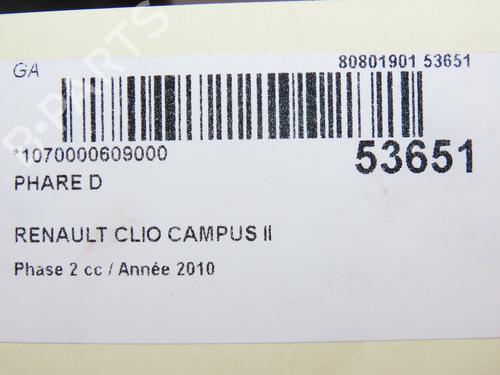 GA 80801901 53651
*1070000609000 53651
PHARE D
RENAULT CLIO CAMPUS II
Phase 2 cc / Année 2010